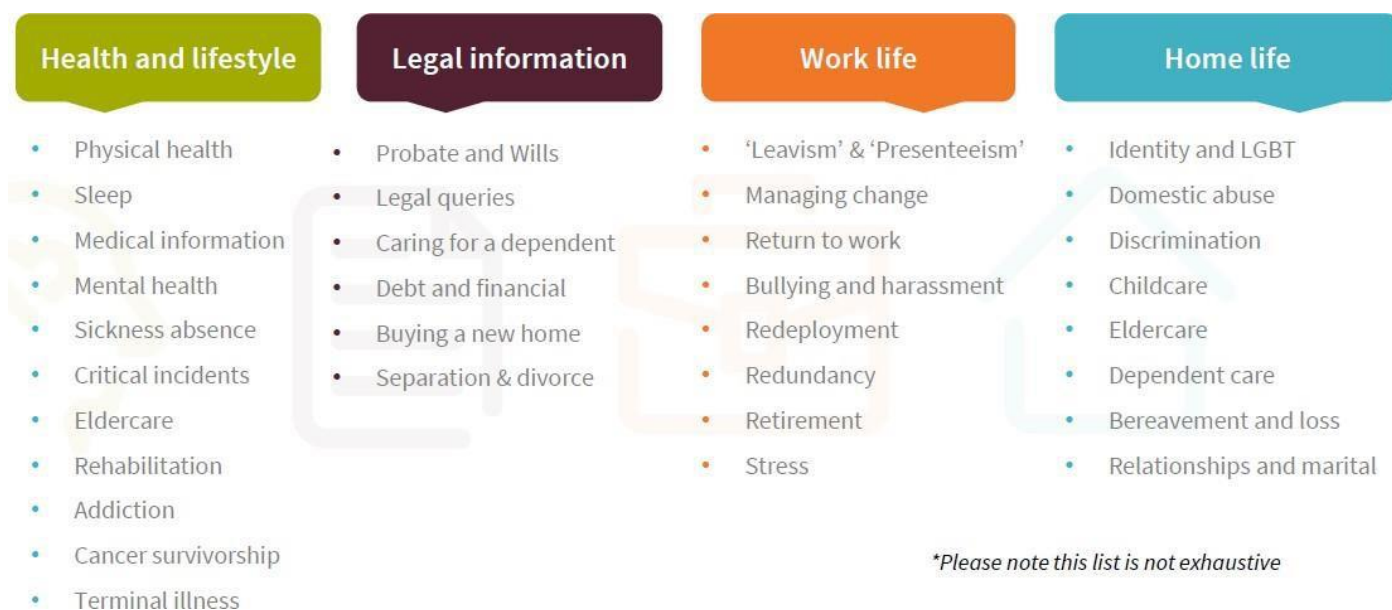 Health and lifestyle
Physical health
Sleep
Medical information
Mental health
Sickness absence
Critical incidents
Eldercare
Rehabilitation
Addiction
Cancer survivorship
Terminal illness
Legal information
Probate and Wills
Legal queries
Caring for a dependent
Debt and financial
Buying a new home
Separation & divorce
Work life
‘Leavism’ & ‘Presenteeism’
Managing change
Return to work
Bullying and harassment
Redeployment
Redundancy
Retirement
Stress
Home life
Identity and LGBT
Domestic abuse
Discrimination
Childcare
Eldercare
Dependent care
Bereavement and loss
Relationships and marital
*Please note this list is not exhaustive